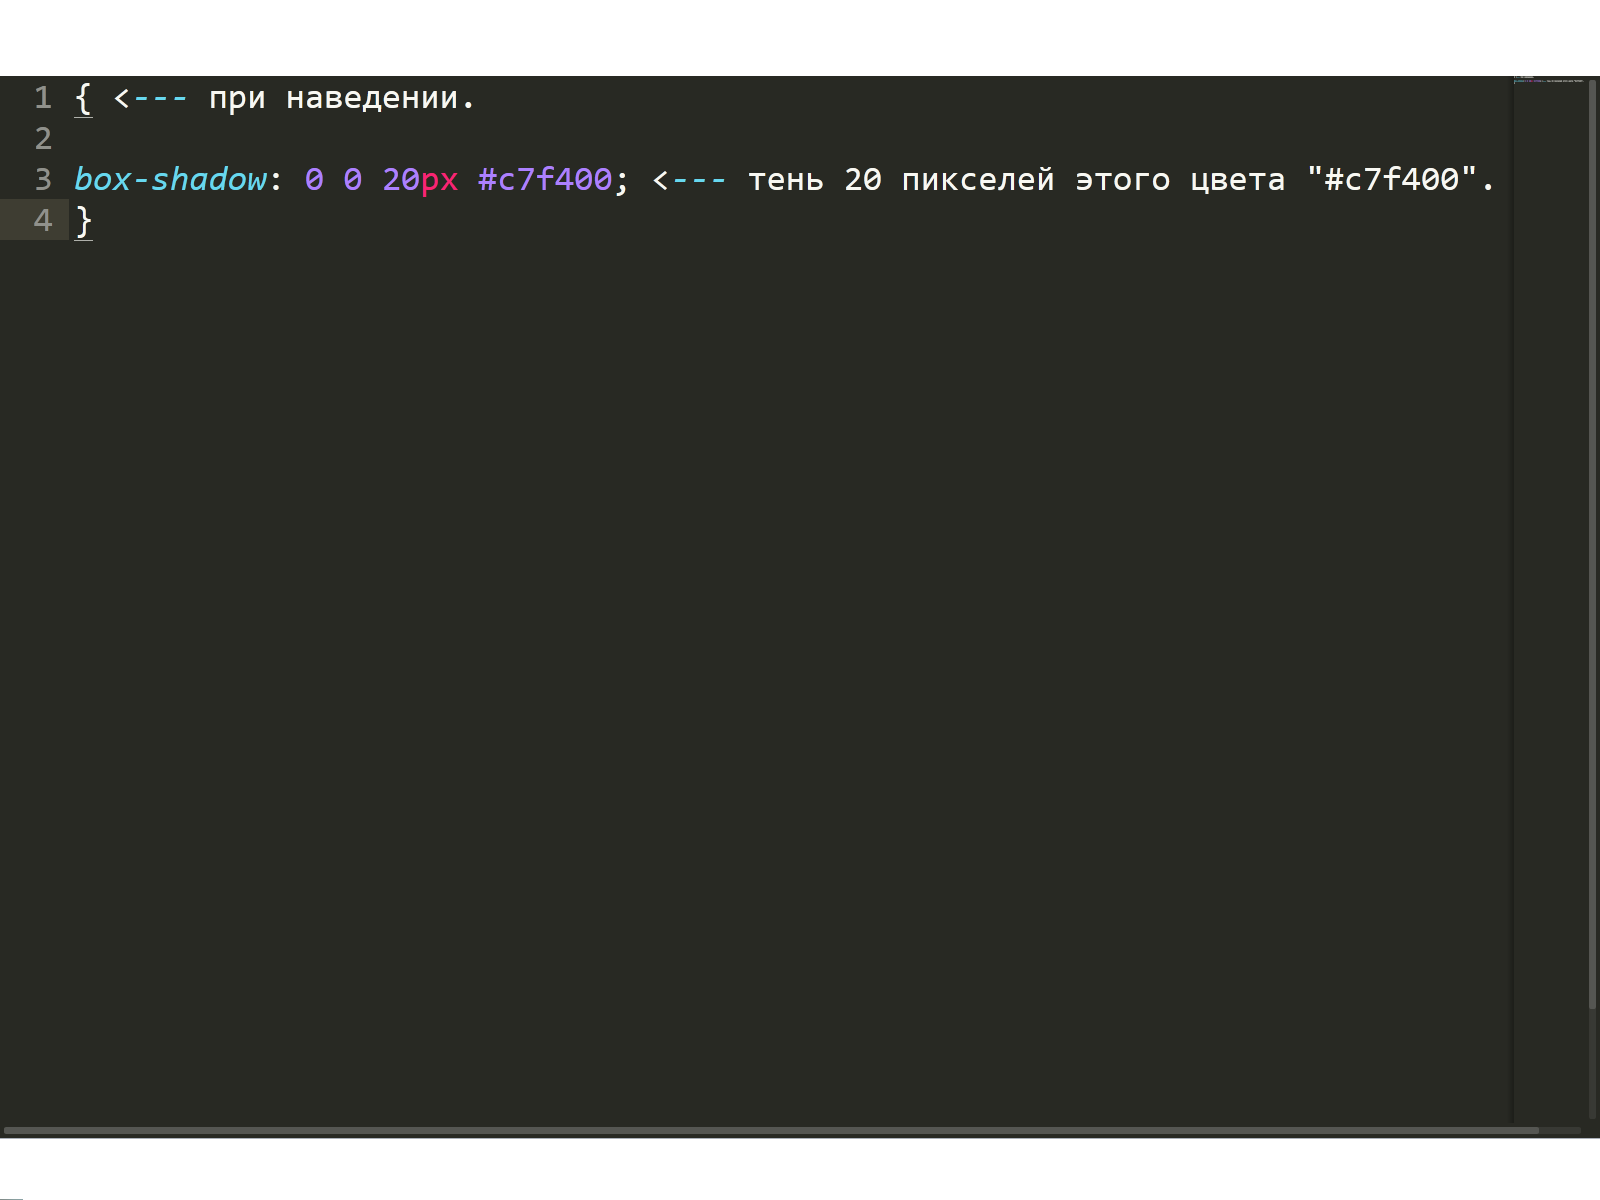 1 { <--- при наведении.
2
3 box-shadow: 0 0 20px #c7f400; <--- тень 20 пикселей этого цвета "#c7f400".
4 }